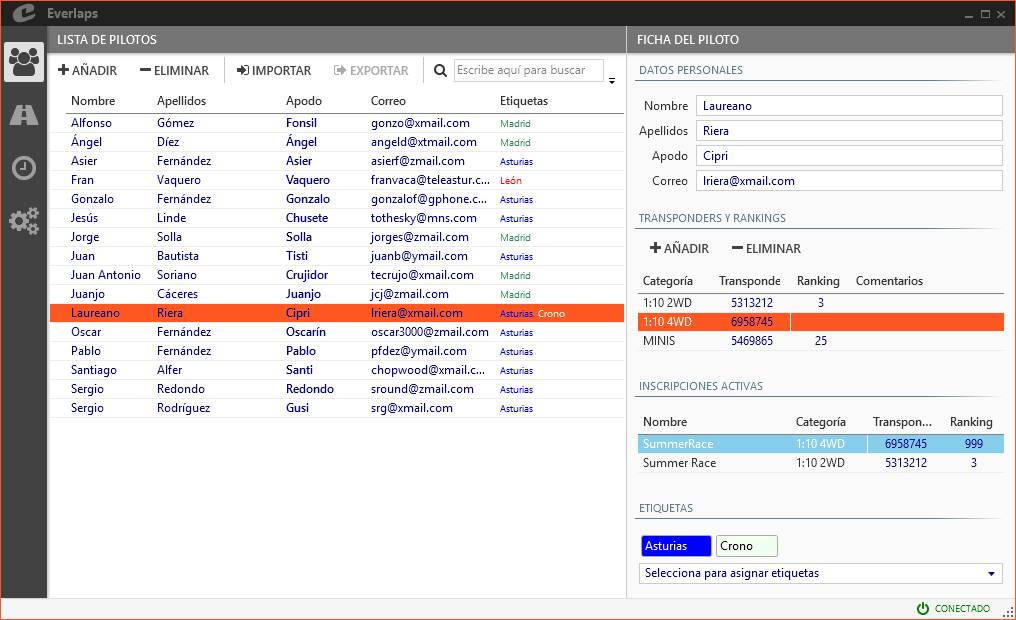 Everlaps
LISTA DE PILOTOS
AÑADIR ELIMINAR IMPORTAR EXPORTAR Escribe aquí para buscar
Nombre Apellidos Apodo Correo Etiquetas
Alfonso Gómez Fonsil gonzo@xmail.com Madrid
Ángel Díez Ángel angeld@xtmail.com Madrid
Asier Fernández Asier asierf@zmail.com Asturias
Fran Vaquero Vaquero franvaca@teleastur.c... León
Gonzalo Fernández Gonzalo gonzalof@gphone.c... Asturias
Jesús Linde Chusete tothesky@mns.com Asturias
Jorge Solla Solla jorges@zmail.com Madrid
Juan Bautista Tisti juanb@ymail.com Asturias
Juan Antonio Soriano Crujidor tecrujo@xmail.com Madrid
Juanjo Cáceres Juanjo jcj@zmail.com Madrid
Laureano Riera Cipri lriera@xmail.com Asturias Crono
Oscar Fernández Oscarín oscar3000@zmail.com Asturias
Pablo Fernández Pablo pfdez@ymail.com Asturias
Santiago Alfer Santi chopwood@xmail.c... Asturias
Sergio Redondo Redondo sround@zmail.com Asturias
Sergio Rodríguez Gusi srg@xmail.com Asturias
FICHA DEL PILOTO
DATOS PERSONALES
Nombre Laureano
Apellidos Riera
Apodo Cipri
Correo lriera@xmail.com
TRANSPONDERS Y RANKINGS
AÑADIR ELIMINAR
Categoría Transponde Ranking Comentarios
1:10 2WD 5313212 3
1:10 4WD 6958745
MINIS 5469865 25
INSCRIPCIONES ACTIVAS
Nombre Categoría Transpon... Ranking
SummerRace 1:10 4WD 6958745 999
Summer Race 1:10 2WD 5313212 3
ETIQUETAS
Asturias Crono
Selecciona para asignar etiquetas
CONECTADO